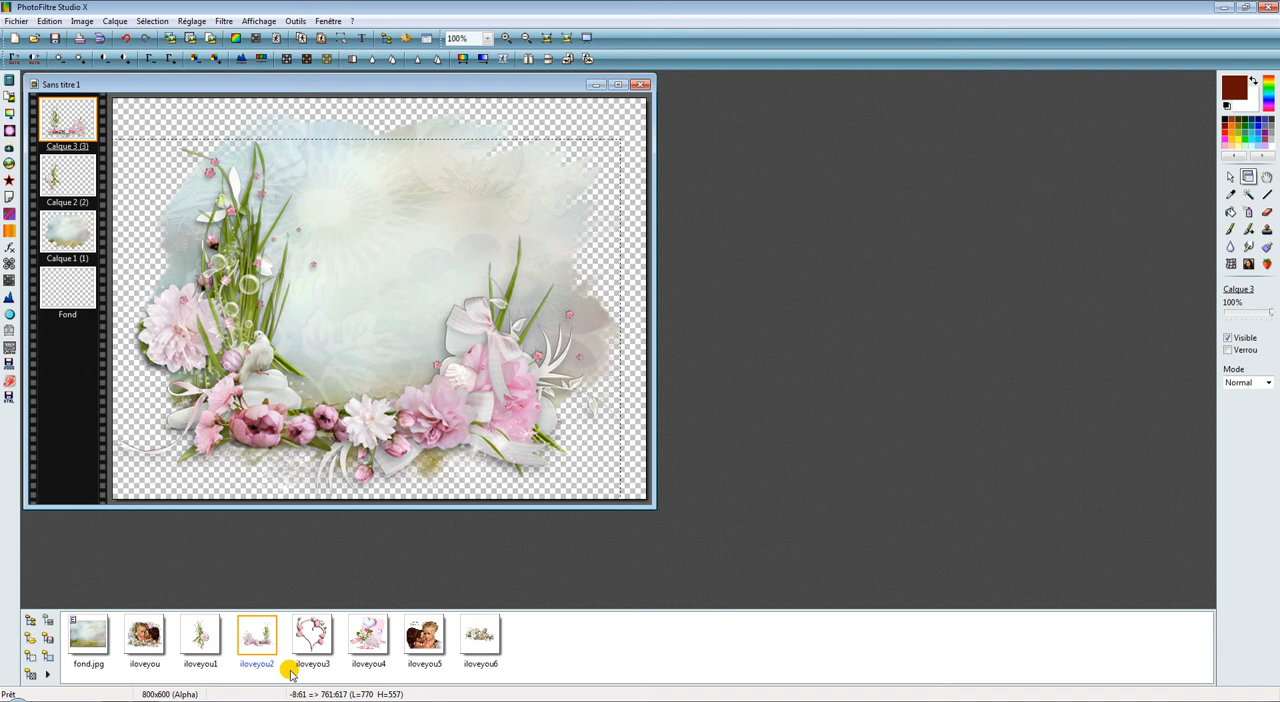 PhotoFiltre Studio X
Fichier Edition Image Calque Sélection Réglage Filtre Affichage Outils Fenêtre ?
100%
Sans titre 1
Calque 3 (3)
Calque 2 (2)
Calque 1 (1)
Fond
Calque 3
100%
Visible
Verrou
Mode
Normal
fond.jpg iloveyou iloveyou1 iloveyou2 iloveyou3 iloveyou4 iloveyou5 iloveyou6
Prêt 800x600 (Alpha) -8:61 => 761:617 (L=770 H=557)